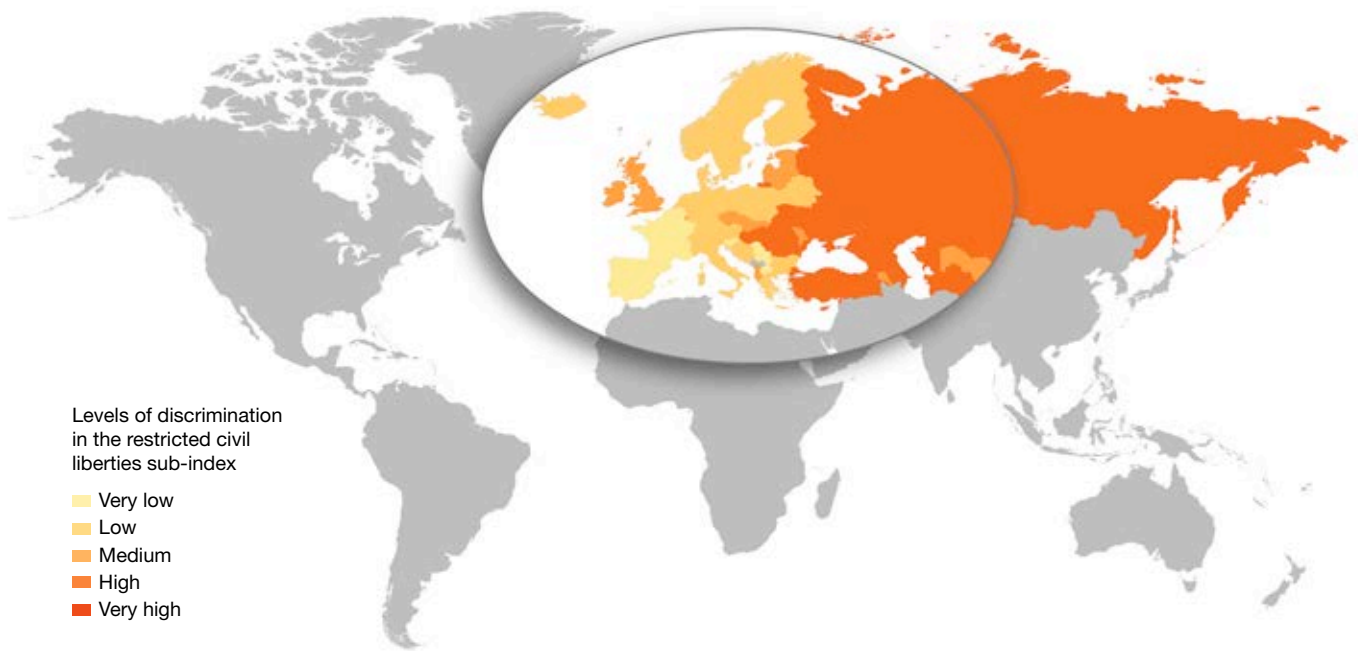 Levels of discrimination
in the restricted civil
liberties sub-index
Very low
Low
Medium
High
Very high